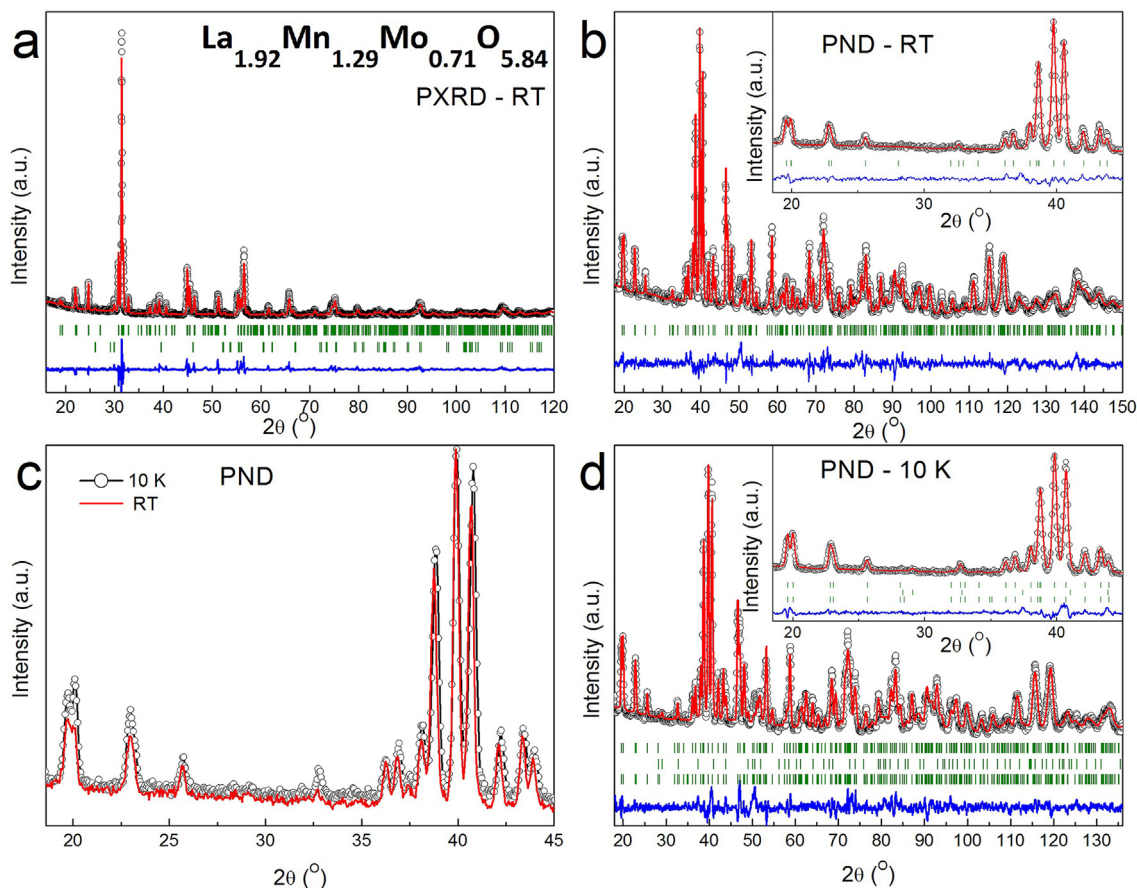 a
La1.92Mn1.29Mo0.71O5.84
PXRD - RT
Intensity (a.u.)
20 30 40 50 60 70 80 90 100 110 120
2θ (°)
b
PND - RT
Intensity (a.u.)
20 30 40
2θ (°)
Intensity (a.u.)
20 30 40 50 60 70 80 90 100 110 120 130 140 150
2θ (°)
c
PND
10 K
RT
Intensity (a.u.)
20 25 30 35 40 45
2θ (°)
d
PND - 10 K
Intensity (a.u.)
20 30 40
2θ (°)
Intensity (a.u.)
20 30 40 50 60 70 80 90 100 110 120 130
2θ (°)